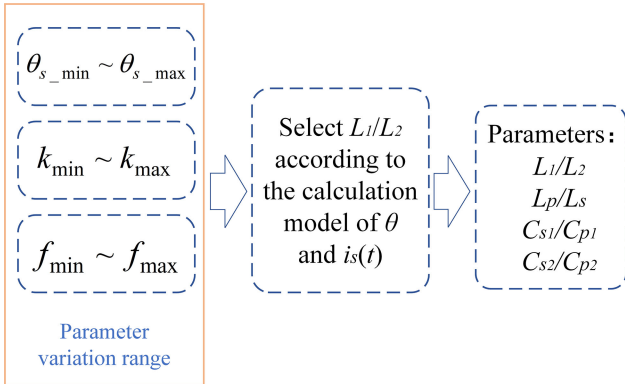 θs_min ~ θs_max
kmin ~ kmax
fmin ~ fmax
Parameter
variation range
Select L1/L2
according to
the calculation
model of θ
and is(t)
Parameters：
L1/L2
Lp/Ls
Cs1/Cp1
Cs2/Cp2